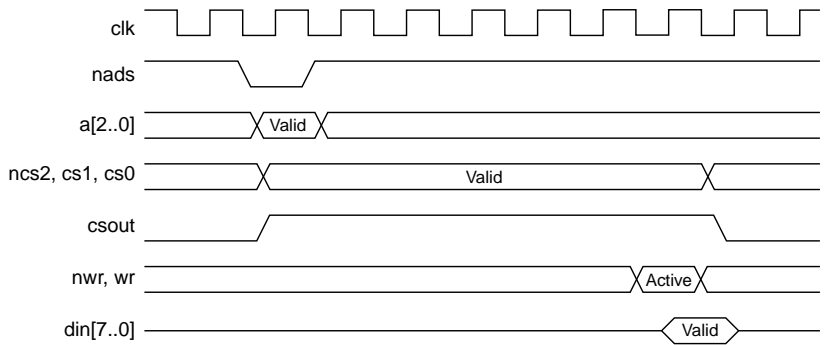 clk
nads
a[2..0] Valid
ncs2, cs1, cs0 Valid
csout
nwr, wr Active
din[7..0] Valid